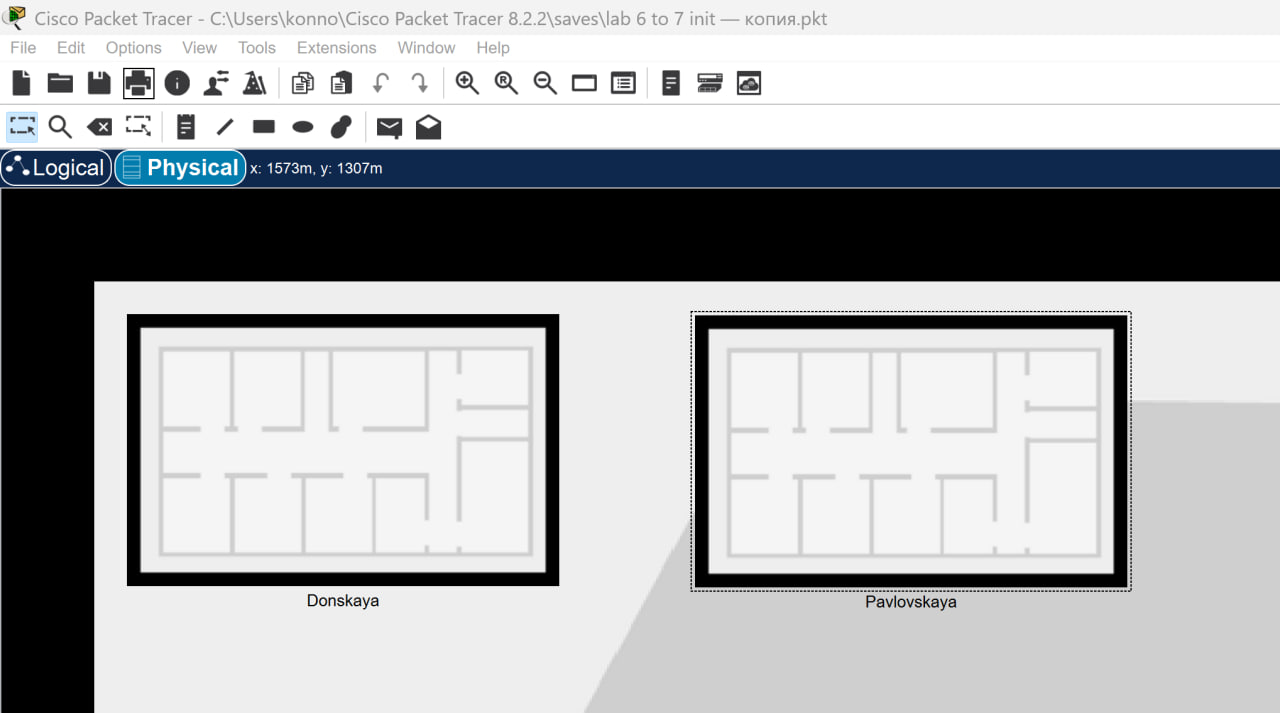 Cisco Packet Tracer - C:\Users\konno\Cisco Packet Tracer 8.2.2\saves\lab 6 to 7 init — копия.pkt
File Edit Options View Tools Extensions Window Help
Logical Physical x: 1573m, y: 1307m
Donskaya
Pavlovskaya